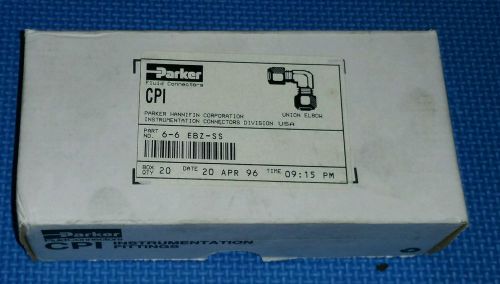 Parker
Fluid Connectors
CPI
PARKER HANNIFIN CORPORATION
INSTRUMENTATION CONNECTORS DIVISION USA
UNION ELBOW
PART NO. 6-6 EBZ-SS
BOX QTY 20 DATE 20 APR 96 TIME 09:15 PM
Parker
Fluidconnectors
CPI INSTRUMENTATION
FITTINGS